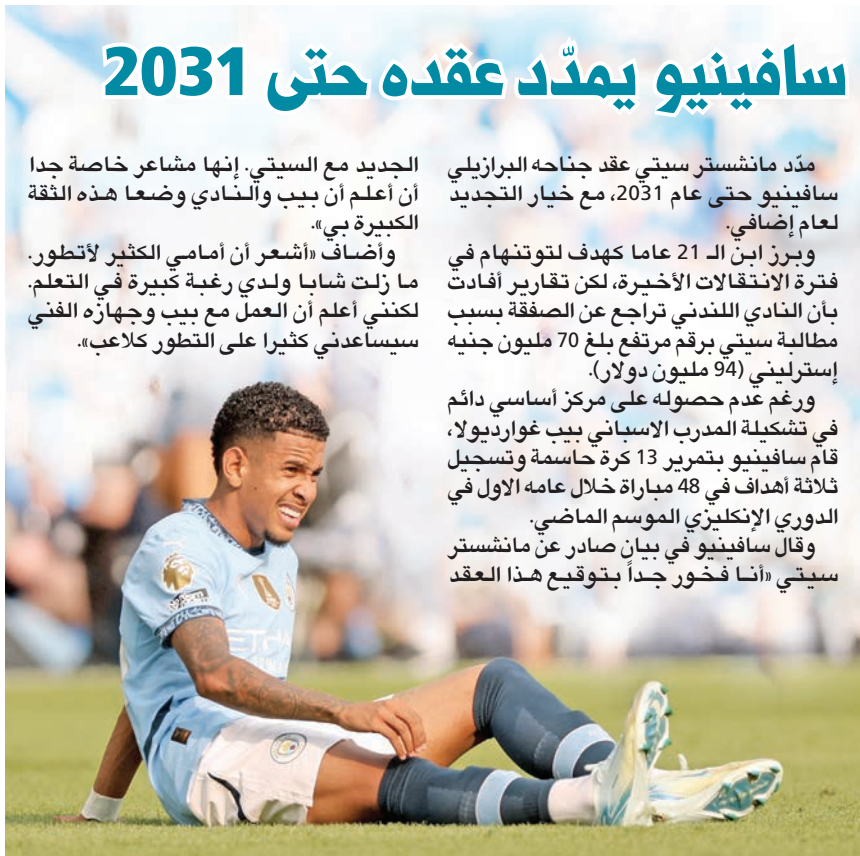 سافينيو يمدّد عقده حتى 2031
مدّد مانشستر سيتي عقد جناحه البرازيلي
سافينيو حتى عام 2031، مع خيار التجديد
لعام إضافي.
وبرز ابن الـ 21 عاما كهدف لتوتنهام في
فترة الانتقالات الأخيرة، لكن تقارير أفادت
بأن النادي اللندني تراجع عن الصفقة بسبب
مطالبة سيتي برقم مرتفع بلغ 70 مليون جنيه
إسترليني (94 مليون دولار).
ورغم عدم حصوله على مركز أساسي دائم
في تشكيلة المدرب الاسباني بيب غوارديولا،
قام سافينيو بتمرير 13 كرة حاسمة وتسجيل
ثلاثة أهداف في 48 مباراة خلال عامه الاول في
الدوري الإنكليزي الموسم الماضي.
وقال سافينيو في بيان صادر عن مانشستر
سيتي «أنا فخور جداً بتوقيع هذا العقد
الجديد مع السيتي. إنها مشاعر خاصة جدا
أن أعلم أن بيب والنادي وضعا هذه الثقة
الكبيرة بي».
وأضاف «أشعر أن أمامي الكثير لأتطور.
ما زلت شابا ولدي رغبة كبيرة في التعلم.
لكنني أعلم أن العمل مع بيب وجهازه الفني
سيساعدني كثيرا على التطور كلاعب».